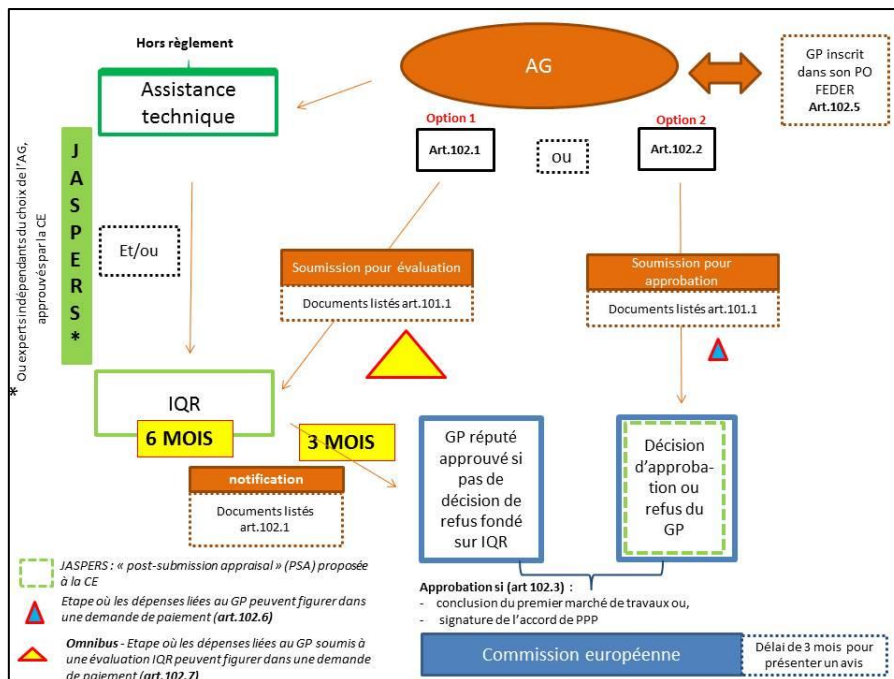 Hors règlement
Assistance
technique
AG
GP inscrit
dans son PO
FEDER
Art.102.5
Option 1
Art.102.1
ou
Option 2
Art.102.2
* Ou experts indépendants du choix de l'AG,
approuvés par la CE
JASPERS*
Et/ou
Soumission pour évaluation
Documents listés art.101.1
Soumission pour
approbation
Documents listés art.101.1
IQR
6 MOIS
3 MOIS
notification
Documents listés
art.102.1
GP réputé
approuvé si
pas de
décision de
refus fondé
sur IQR
Décision
d'approba-
tion ou
refus du
GP
JASPERS : « post-submission appraisal » (PSA) proposée
à la CE
Etape où les dépenses liées au GP peuvent figurer dans
une demande de paiement (art.102.6)
Omnibus - Etape où les dépenses liées au GP soumis à
une évaluation IQR peuvent figurer dans une demande
de paiement (art.102.7)
Approbation si (art 102.3) :
- conclusion du premier marché de travaux ou,
- signature de l'accord de PPP
Commission européenne
Délai de 3 mois pour
présenter un avis